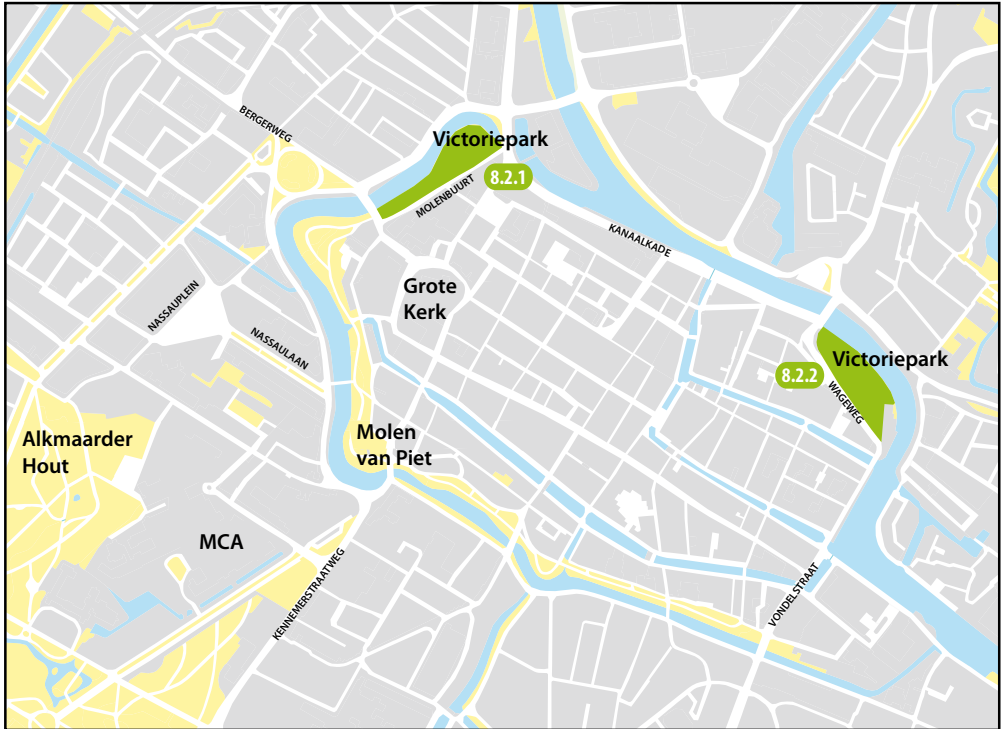 BERGERWEG
Victoriepark
8.2.1
MOLENBUURT
KANAALKADE
Grote
Kerk
NASSAUPLEIN
NASSAULAAN
Victoriepark
8.2.2
WAGEWEG
Alkmaarder
Hout
Molen
van Piet
MCA
KENNEMERSTRAATWEG
VONDELSTRAAT